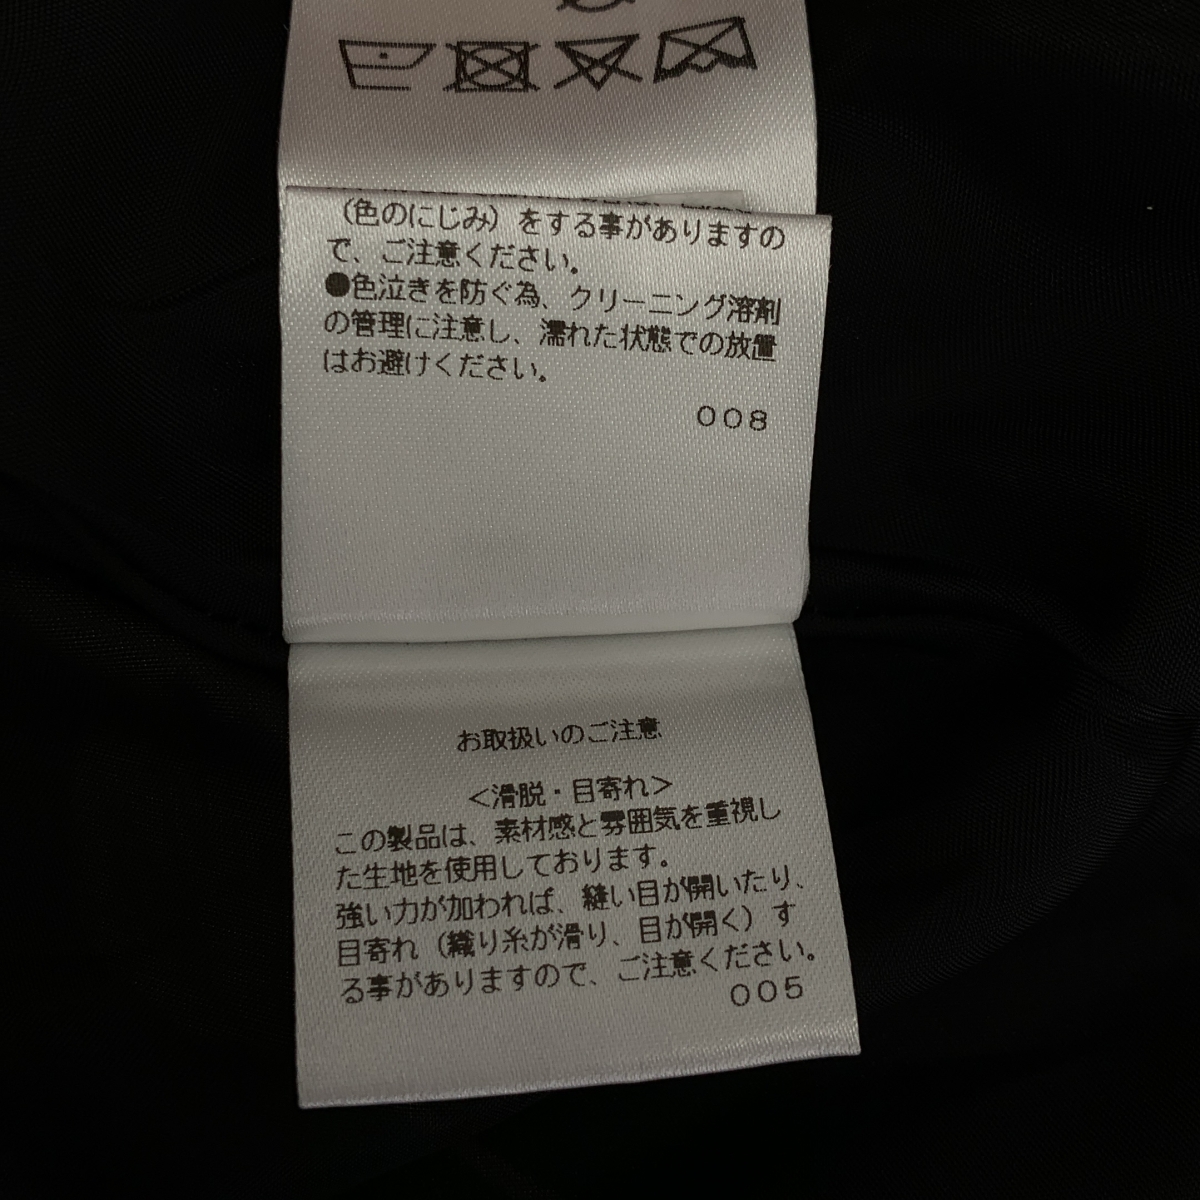 （色のにじみ）をする事がありますの
で、ご注意ください。
●色泣きを防ぐ為、クリーニング溶剤
の管理に注意し、濡れた状態での放置
はお避けください。
008
お取扱いのご注意
＜滑脱・目寄れ＞
この製品は、素材感と雰囲気を重視し
た生地を使用しております。
強い力が加われば、縫い目が開いたり、
目寄れ（織り糸が滑り、目が開く）す
る事がありますので、ご注意ください。
005